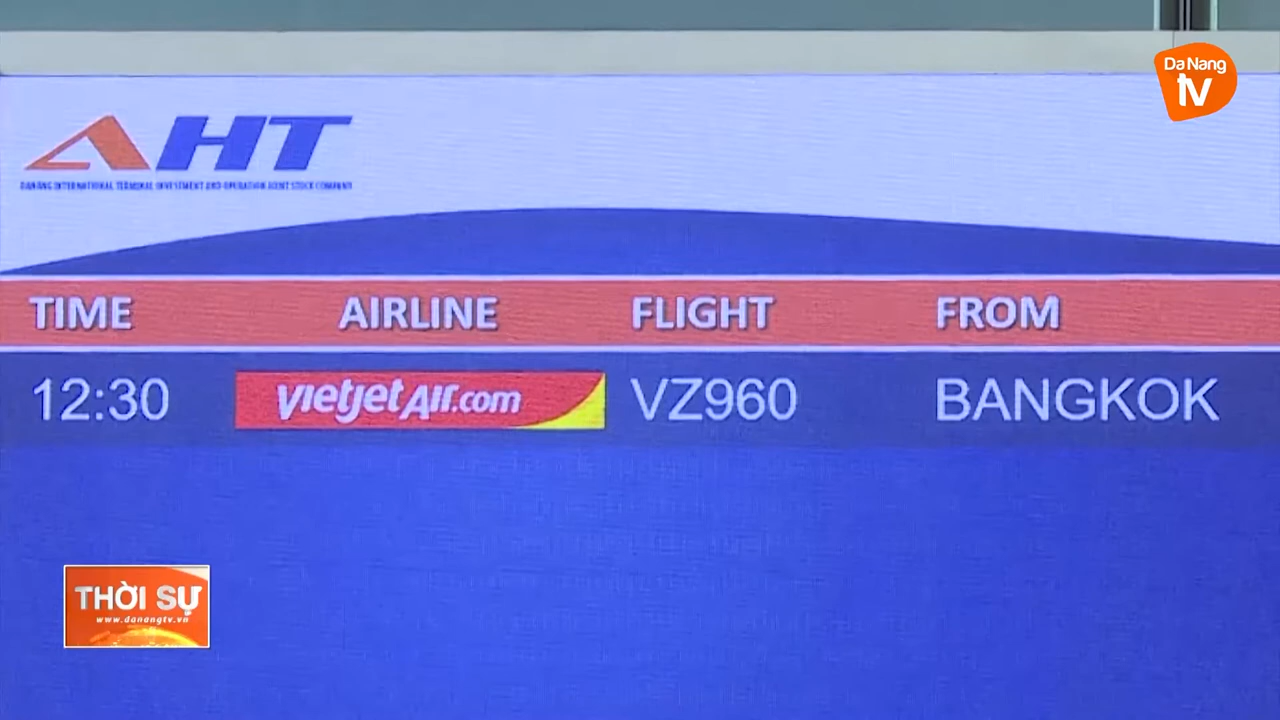 Da Nang
tv
AHT
DANANG INTERNATIONAL TERMINAL INVESTMENT AND OPERATION JOINT STOCK COMPANY
TIME AIRLINE FLIGHT FROM
12:30 vietjetAir.com VZ960 BANGKOK
THỜI SỰ
www.danangtv.vn